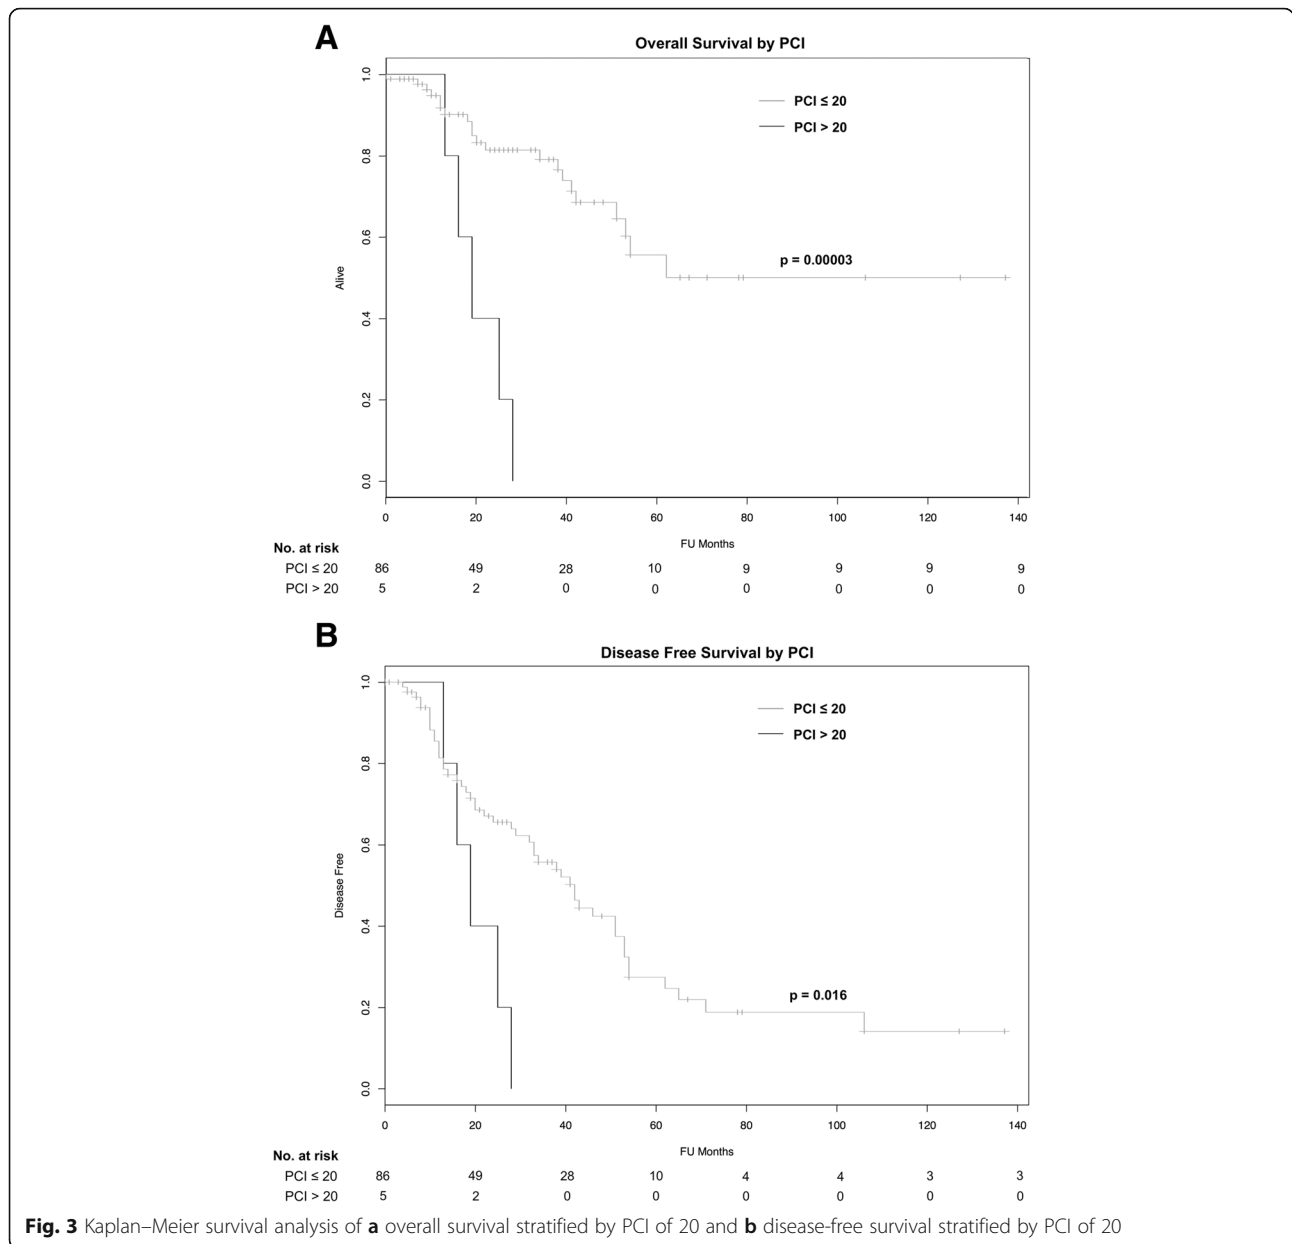 A
Overall Survival by PCI
1.0
0.8
0.6
0.4
0.2
0.0
Alive
PCI ≤ 20
PCI > 20
p = 0.00003
0 20 40 60 80 100 120 140
FU Months
No. at risk
PCI ≤ 20 86 49 28 10 9 9 9 9
PCI > 20 5 2 0 0 0 0 0 0
B
Disease Free Survival by PCI
1.0
0.8
0.6
0.4
0.2
0.0
Disease Free
PCI ≤ 20
PCI > 20
p = 0.016
0 20 40 60 80 100 120 140
FU Months
No. at risk
PCI ≤ 20 86 49 28 10 4 4 3 3
PCI > 20 5 2 0 0 0 0 0 0
Fig. 3 Kaplan–Meier survival analysis of a overall survival stratified by PCI of 20 and b disease-free survival stratified by PCI of 20